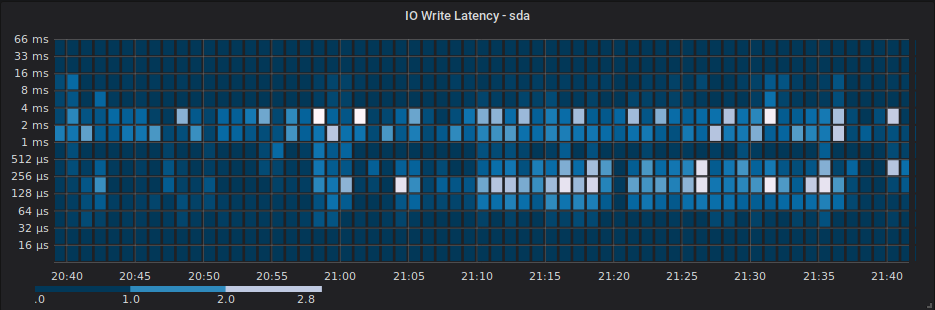 IO Write Latency - sda
66 ms
33 ms
16 ms
8 ms
4 ms
2 ms
1 ms
512 µs
256 µs
128 µs
64 µs
32 µs
16 µs
20:40 20:45 20:50 20:55 21:00 21:05 21:10 21:15 21:20 21:25 21:30 21:35 21:40
.0 1.0 2.0 2.8